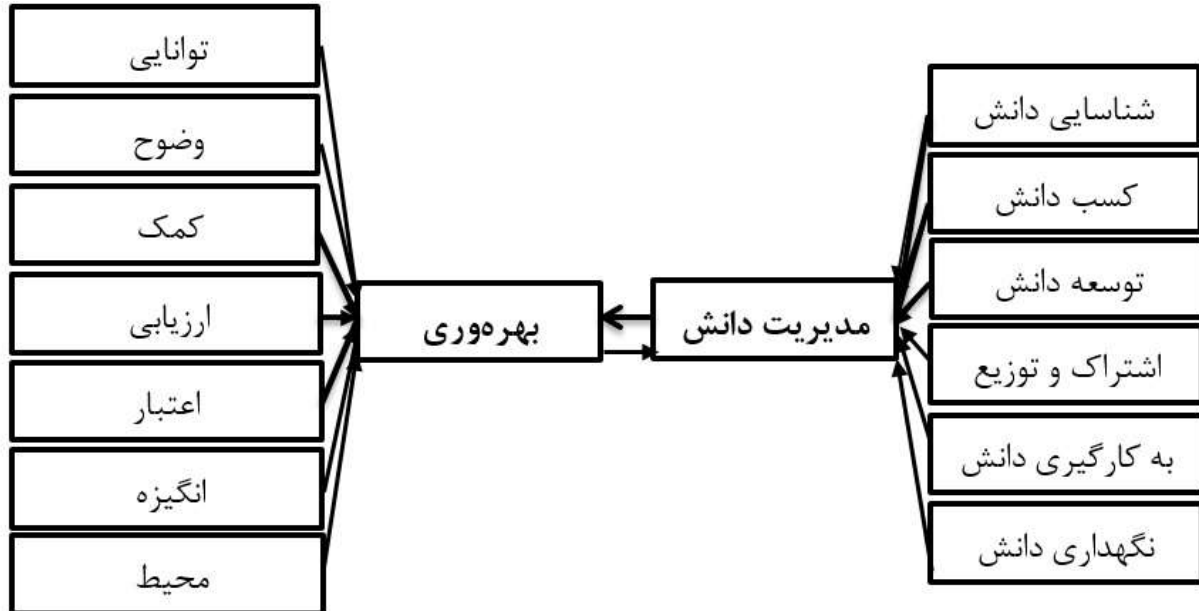 شناسایی دانش
کسب دانش
توسعه دانش
اشتراک و توزیع
به کارگیری دانش
نگهداری دانش
مدیریت دانش
بهره‌وری
توانایی
وضوح
کمک
ارزیابی
اعتبار
انگیزه
محیط